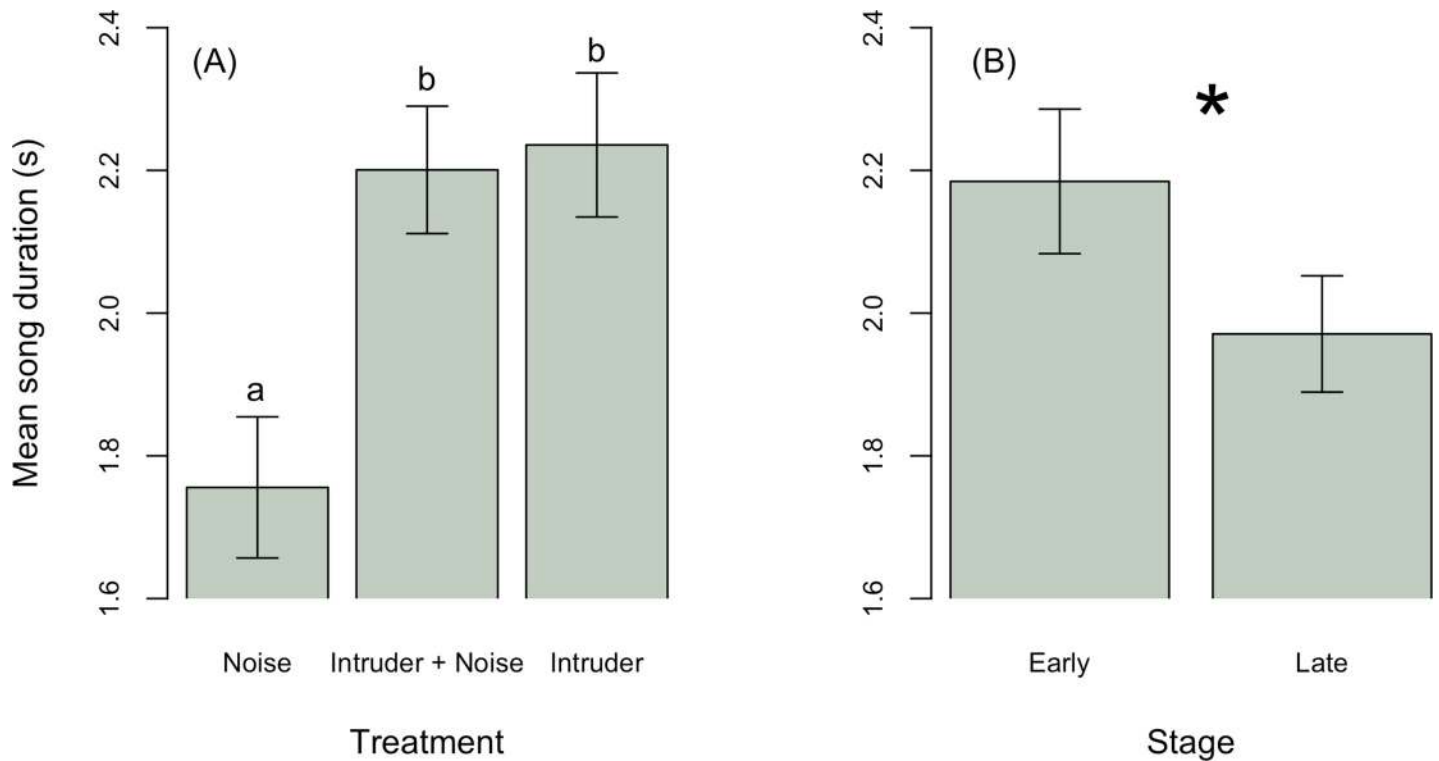 Mean song duration (s)
2.4
2.2
2.0
1.8
1.6
(A)
a
b
b
Noise
Intruder + Noise
Intruder
Treatment
2.4
2.2
2.0
1.8
1.6
(B)
*
Early
Late
Stage